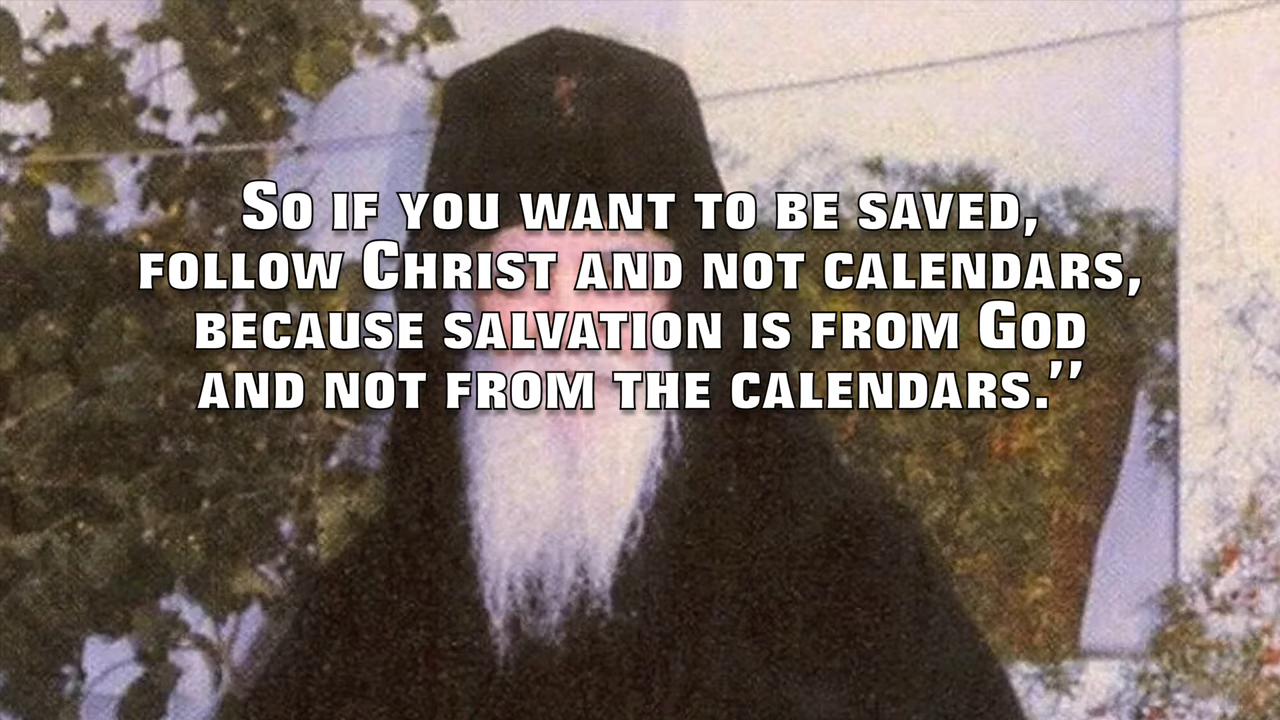 So if you want to be saved,
follow Christ and not calendars,
because salvation is from God
and not from the calendars.’’